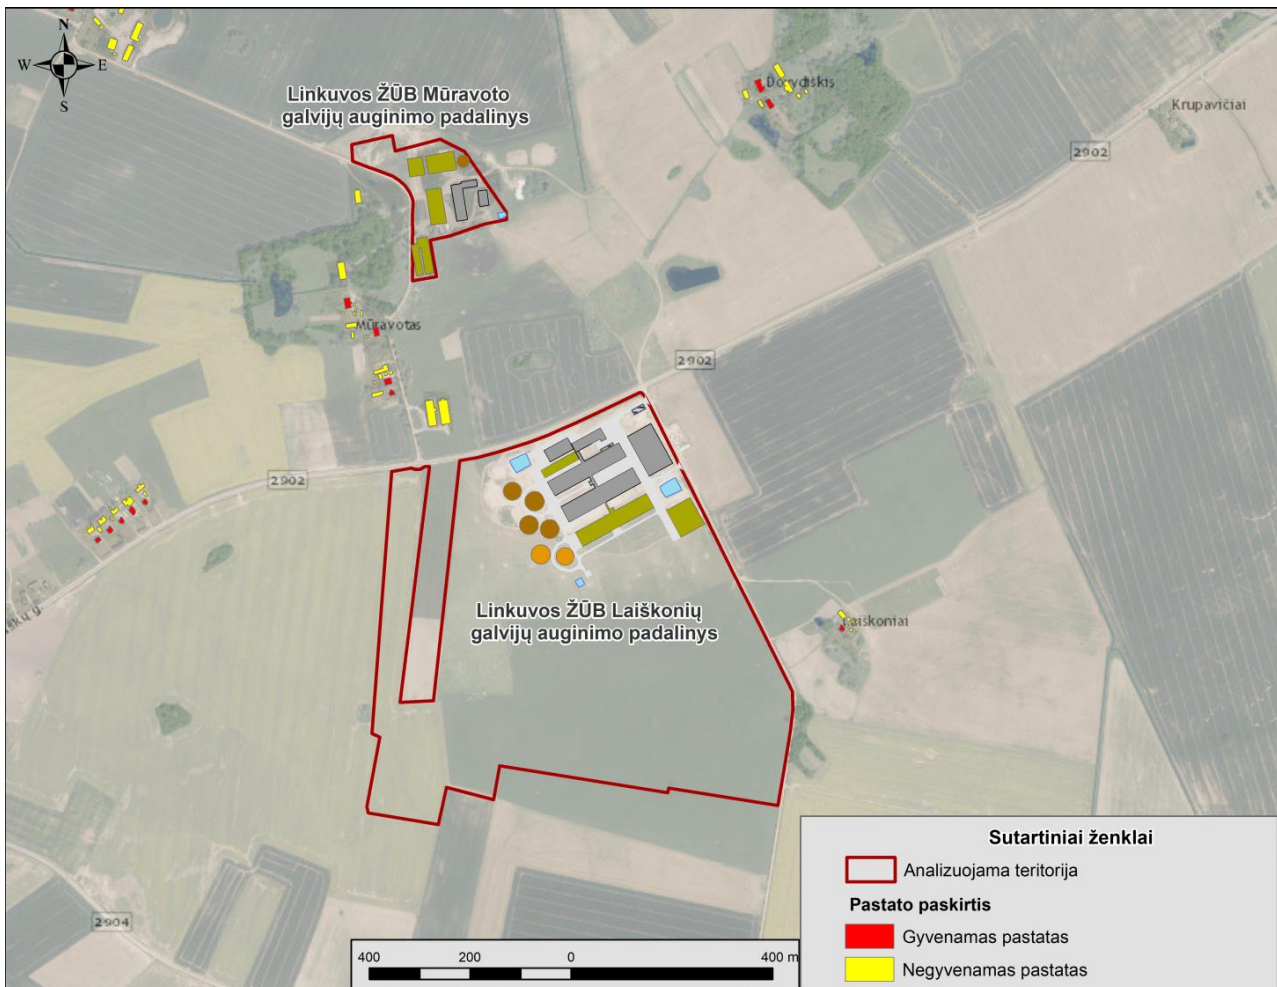 N
W E
S
Linkuvos ŽŪB Mūravoto
galvijų auginimo padalinys
Krupavičiai
2902
Mūravotas
2902
2902
Linkuvos ŽŪB Laiškonių
galvijų auginimo padalinys
2904
Sutartiniai ženklai
Analizuojama teritorija
Pastato paskirtis
Gyvenamas pastatas
Negyvenamas pastatas
400 200 0 400 m